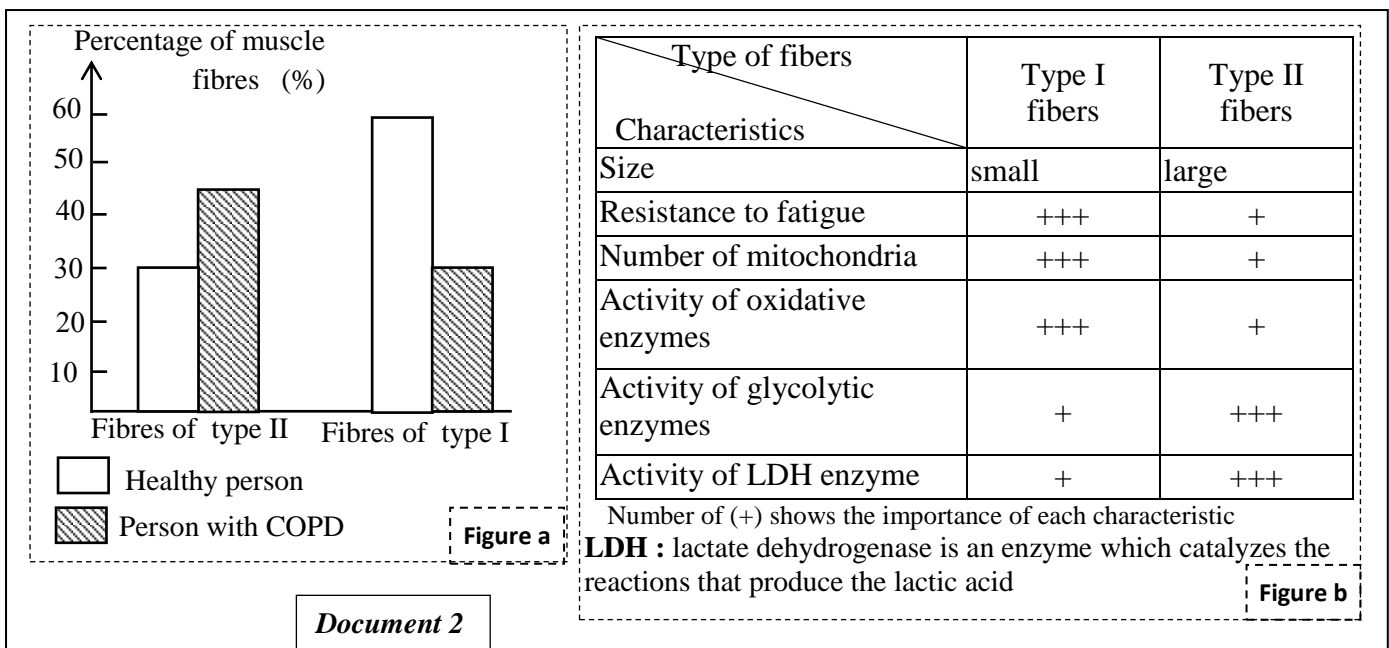 Percentage of muscle
fibres (%)
60
50
40
30
20
10
Fibres of type II Fibres of type I
Healthy person
Person with COPD
Figure a
Type of fibers
Characteristics
Type I
fibers
Type II
fibers
Size small large
Resistance to fatigue +++ +
Number of mitochondria +++ +
Activity of oxidative
enzymes +++ +
Activity of glycolytic
enzymes + +++
Activity of LDH enzyme + +++
Number of (+) shows the importance of each characteristic
LDH : lactate dehydrogenase is an enzyme which catalyzes the
reactions that produce the lactic acid
Figure b
Document 2